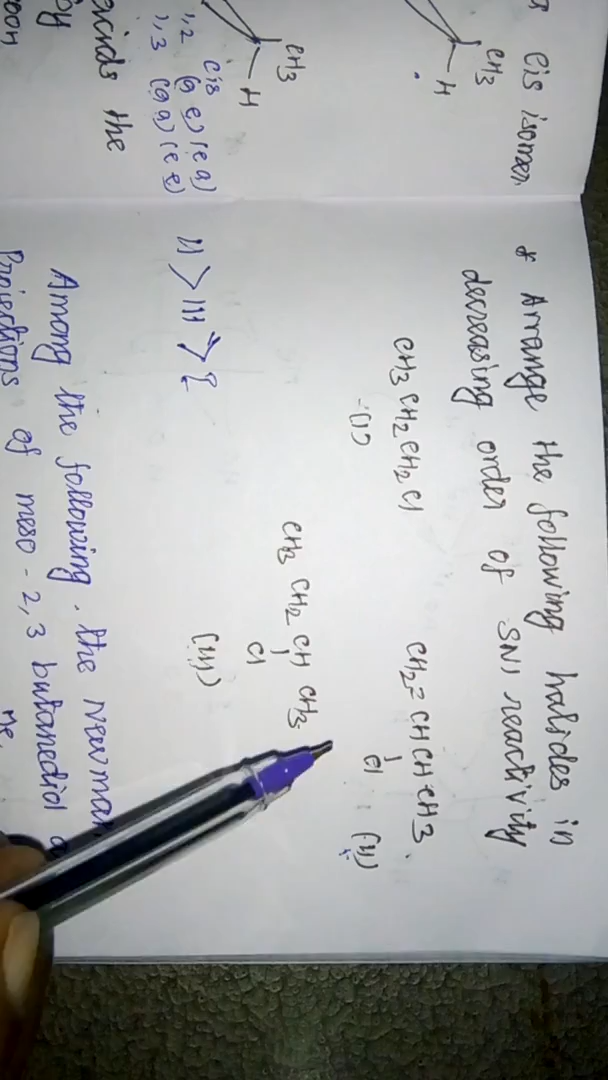 cis isomer.
CH3
H
CH3
H
cis
1,2 (a e) (e a)
1,3 (a a) (e e)
acids the
* Arrange the following halides in
decreasing order of SN1 reactivity
CH3 CH2 CH2 Cl
(I)
CH2 = CH CH CH3.
Cl
(II)
CH3 CH2 CH CH3
Cl
(III)
II > III > I
Among the following, the Newman
Projections of meso - 2,3 butanediol
Me